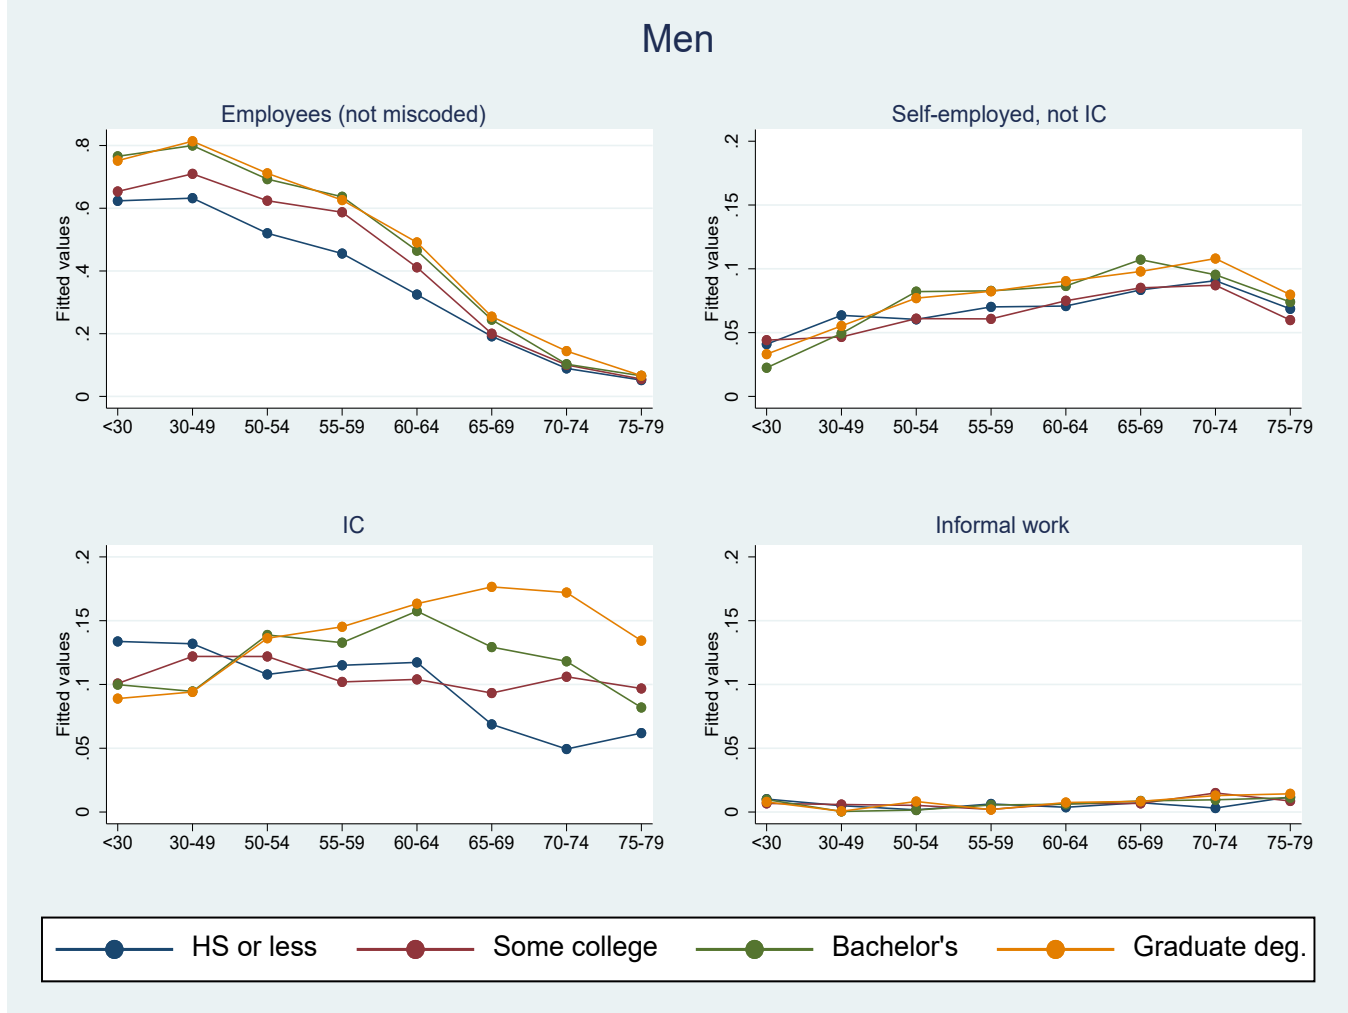 Men
Employees (not miscoded)
Fitted values
.8
.6
.4
.2
0
<30 30-49 50-54 55-59 60-64 65-69 70-74 75-79
Self-employed, not IC
Fitted values
.2
.15
.1
.05
0
<30 30-49 50-54 55-59 60-64 65-69 70-74 75-79
IC
Fitted values
.2
.15
.1
.05
0
<30 30-49 50-54 55-59 60-64 65-69 70-74 75-79
Informal work
Fitted values
.2
.15
.1
.05
0
<30 30-49 50-54 55-59 60-64 65-69 70-74 75-79
HS or less Some college Bachelor's Graduate deg.